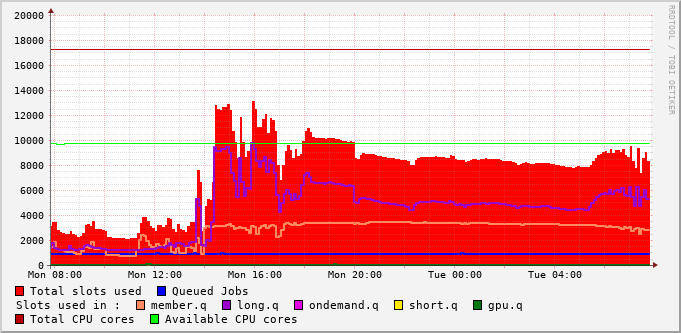 RRDTOOL / TOBI OETIKER
20000
18000
16000
14000
12000
10000
8000
6000
4000
2000
0
Mon 08:00 Mon 12:00 Mon 16:00 Mon 20:00 Tue 00:00 Tue 04:00
Total slots used Queued Jobs
Slots used in : member.q long.q ondemand.q short.q gpu.q
Total CPU cores Available CPU cores